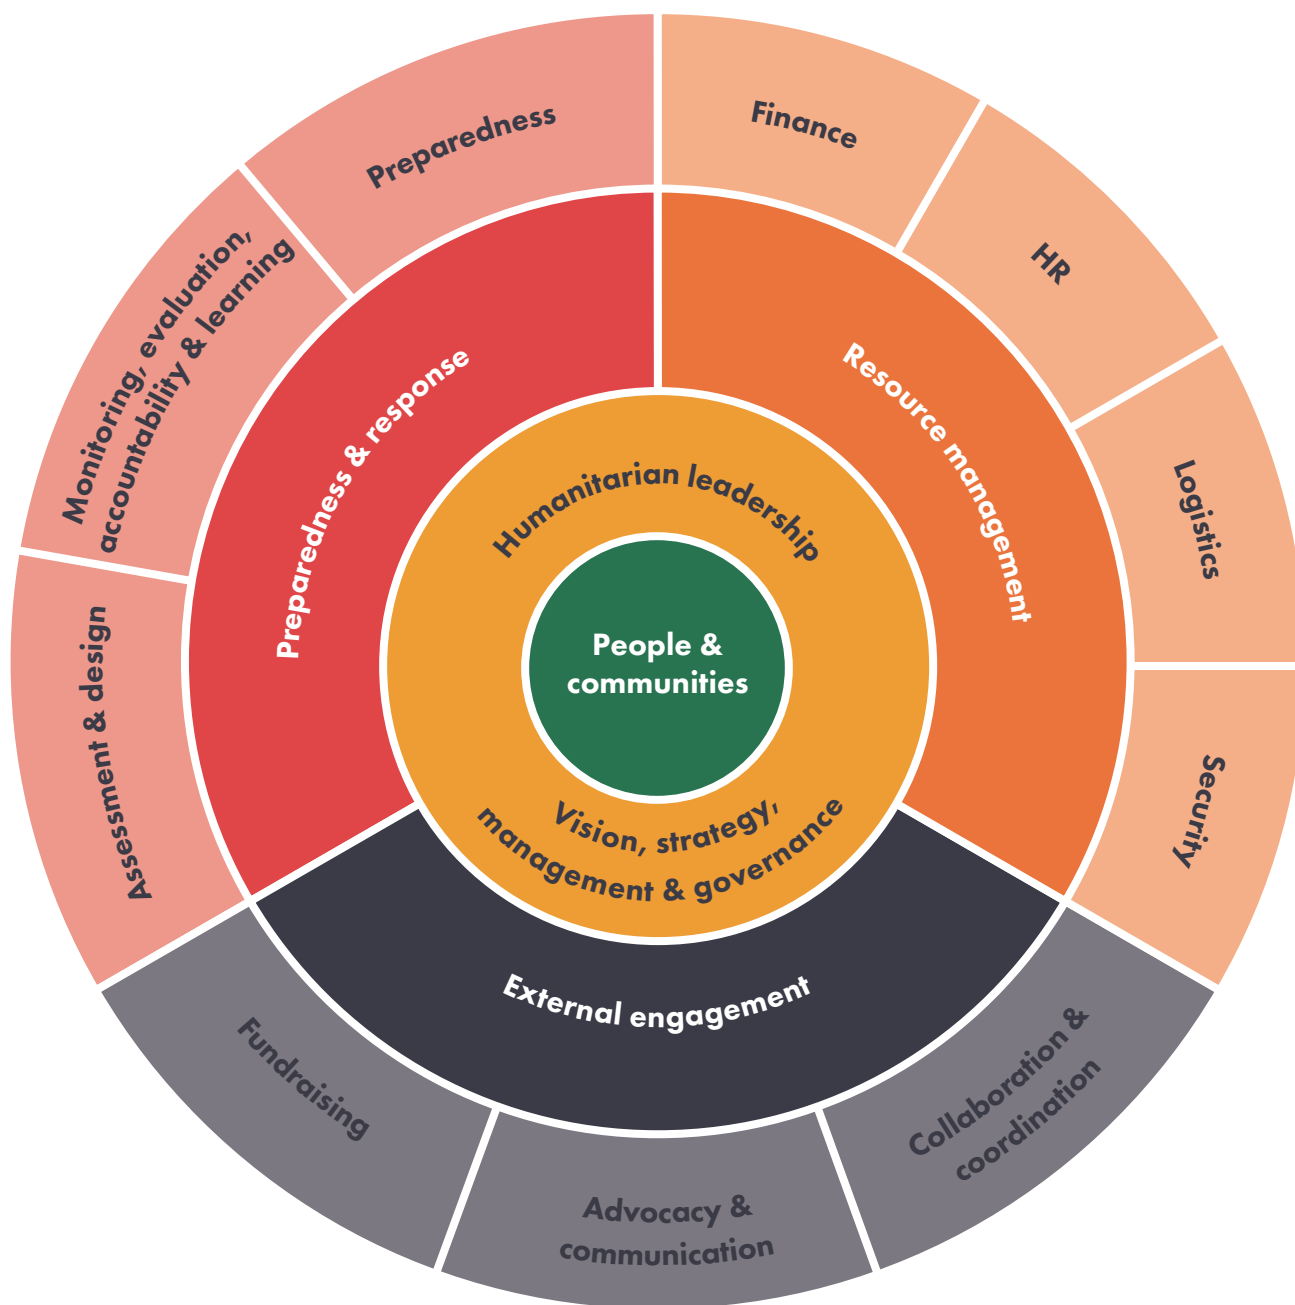 Preparedness
Finance
HR
Logistics
Security
Collaboration &
coordination
Advocacy &
communication
Fundraising
Assessment & design
Monitoring, evaluation,
accountability & learning
Preparedness & response
Resource management
External engagement
Humanitarian leadership
Vision, strategy,
management & governance
People &
communities